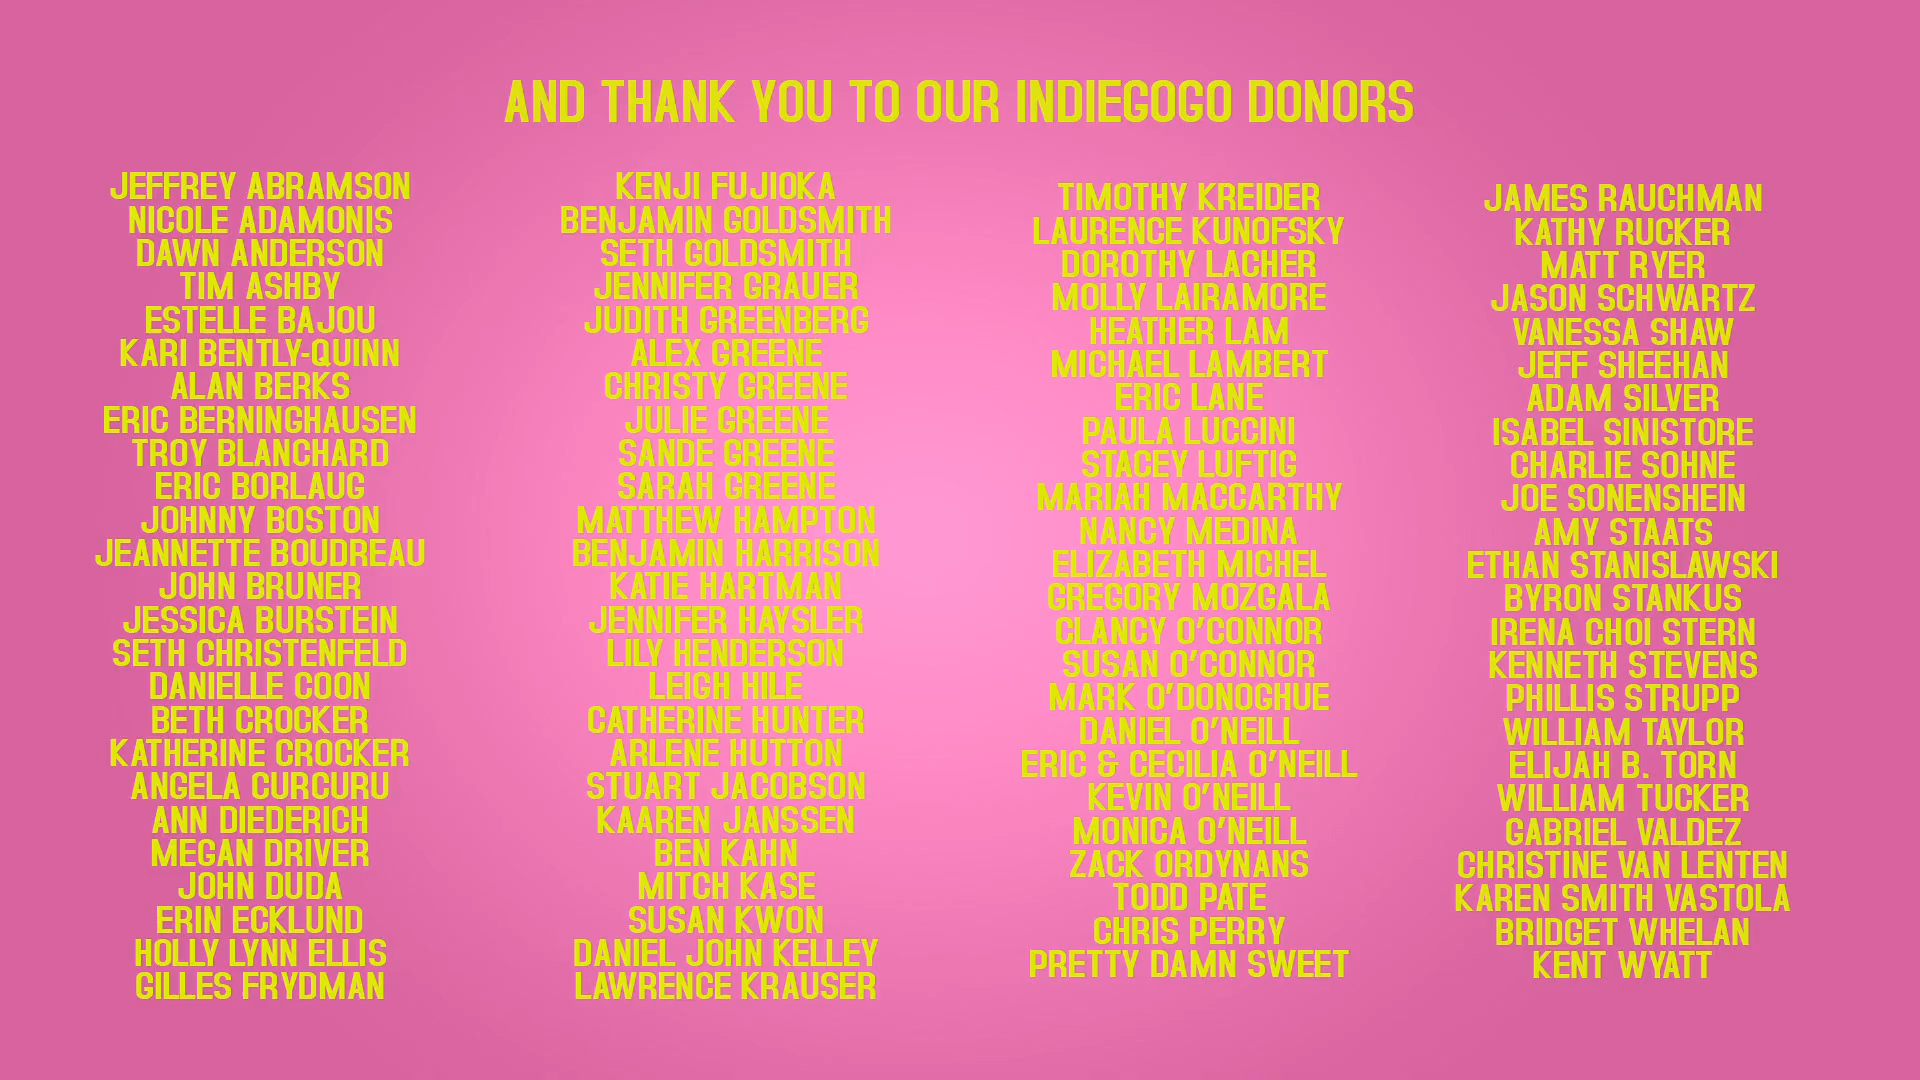 AND THANK YOU TO OUR INDIEGOGO DONORS
JEFFREY ABRAMSON
NICOLE ADAMONIS
DAWN ANDERSON
TIM ASHBY
ESTELLE BAJOU
KARI BENTLY-QUINN
ALAN BERKS
ERIC BERNINGHAUSEN
TROY BLANCHARD
ERIC BORLAUG
JOHNNY BOSTON
JEANNETTE BOUDREAU
JOHN BRUNER
JESSICA BURSTEIN
SETH CHRISTENFELD
DANIELLE COON
BETH CROCKER
KATHERINE CROCKER
ANGELA CURCURU
ANN DIEDERICH
MEGAN DRIVER
JOHN DUDA
ERIN ECKLUND
HOLLY LYNN ELLIS
GILLES FRYDMAN
KENJI FUJIOKA
BENJAMIN GOLDSMITH
SETH GOLDSMITH
JENNIFER GRAUER
JUDITH GREENBERG
ALEX GREENE
CHRISTY GREENE
JULIE GREENE
SANDE GREENE
SARAH GREENE
MATTHEW HAMPTON
BENJAMIN HARRISON
KATIE HARTMAN
JENNIFER HAYSLER
LILY HENDERSON
LEIGH HILE
CATHERINE HUNTER
ARLENE HUTTON
STUART JACOBSON
KAAREN JANSSEN
BEN KAHN
MITCH KASE
SUSAN KWON
DANIEL JOHN KELLEY
LAWRENCE KRAUSER
TIMOTHY KREIDER
LAURENCE KUNOFSKY
DOROTHY LACHER
MOLLY LAIRAMORE
HEATHER LAM
MICHAEL LAMBERT
ERIC LANE
PAULA LUCCINI
STACEY LUFTIG
MARIAH MACCARTHY
NANCY MEDINA
ELIZABETH MICHEL
GREGORY MOZGALA
CLANCY O'CONNOR
SUSAN O'CONNOR
MARK O'DONOGHUE
DANIEL O'NEILL
ERIC & CECILIA O'NEILL
KEVIN O'NEILL
MONICA O'NEILL
ZACK ORDYNANS
TODD PATE
CHRIS PERRY
PRETTY DAMN SWEET
JAMES RAUCHMAN
KATHY RUCKER
MATT RYER
JASON SCHWARTZ
VANESSA SHAW
JEFF SHEEHAN
ADAM SILVER
ISABEL SINISTORE
CHARLIE SOHNE
JOE SONENSHEIN
AMY STAATS
ETHAN STANISLAWSKI
BYRON STANKUS
IRENA CHOI STERN
KENNETH STEVENS
PHILLIS STRUPP
WILLIAM TAYLOR
ELIJAH B. TORN
WILLIAM TUCKER
GABRIEL VALDEZ
CHRISTINE VAN LENTEN
KAREN SMITH VASTOLA
BRIDGET WHELAN
KENT WYATT